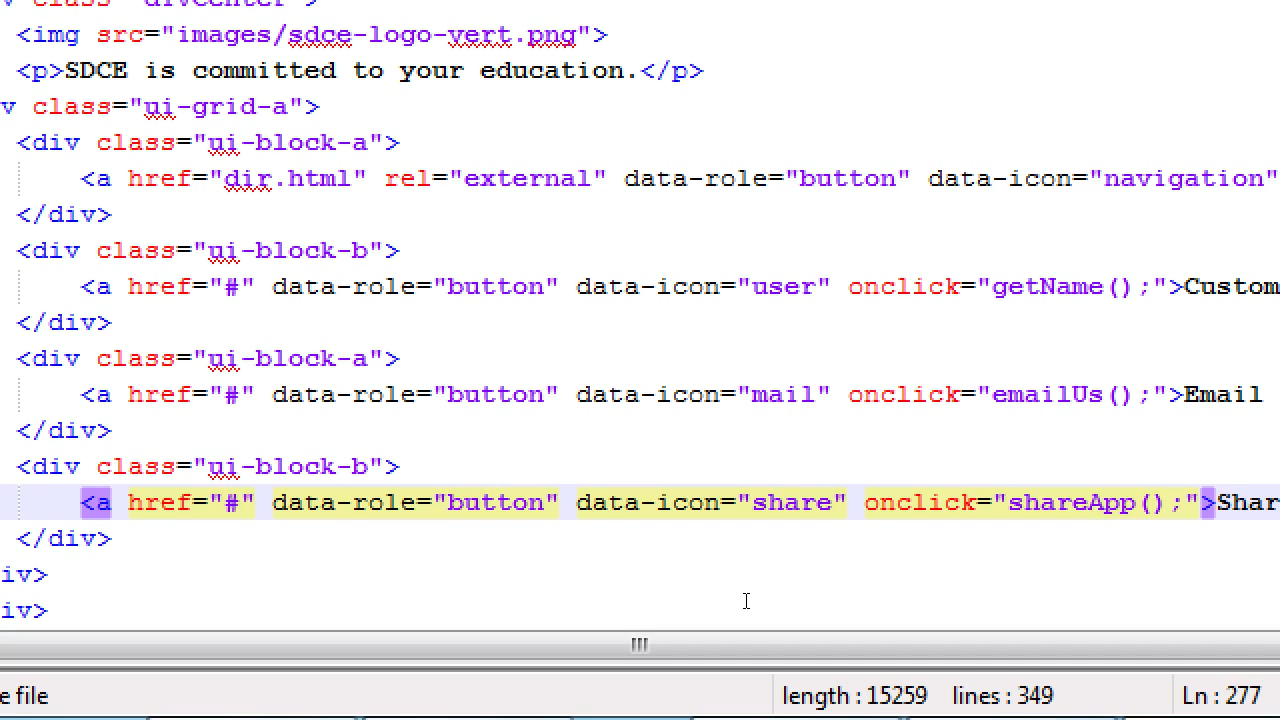 v class="divCenter">
<img src="images/sdce-logo-vert.png">
<p>SDCE is committed to your education.</p>
v class="ui-grid-a">
<div class="ui-block-a">
<a href="dir.html" rel="external" data-role="button" data-icon="navigation"
</div>
<div class="ui-block-b">
<a href="#" data-role="button" data-icon="user" onclick="getName();">Custom
</div>
<div class="ui-block-a">
<a href="#" data-role="button" data-icon="mail" onclick="emailUs();">Email
</div>
<div class="ui-block-b">
<a href="#" data-role="button" data-icon="share" onclick="shareApp();">Shar
</div>
iv>
iv>
e file length : 15259 lines : 349 Ln : 277